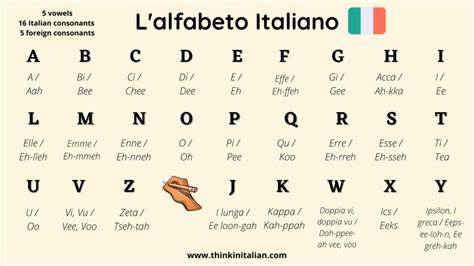 5 vowels
16 Italian consonants
5 foreign consonants
L'alfabeto Italiano
A B C D E F G H I
A / Bi / Ci / Di / E / Effe / Gi / Acca / I /
Aah Bee Chee Dee Eh Eh-ffeh Gee Ah-kka Ee
L M N O P Q R S T
Elle / Emme / Enne / O / Pi / Qu / Erre / Esse / Ti /
Eh-lleh Eh-mmeh Eh-nneh Oh Pee Koo Eh-rreh Eh-sseh Tea
U V Z J K W X Y
U / Vi, Vu / Zeta / I lunga / Kappa / Doppia vi, Ics / Ipsilon, I
Oo Vee, Voo Tseh-tah Ee loon-gah Kah-ppah doppia vu / Eeks greca / Eeps-
Doh-ppee- ee-loh-n, Ee
ah vee, voo greh-kah
www.thinkinitalian.com